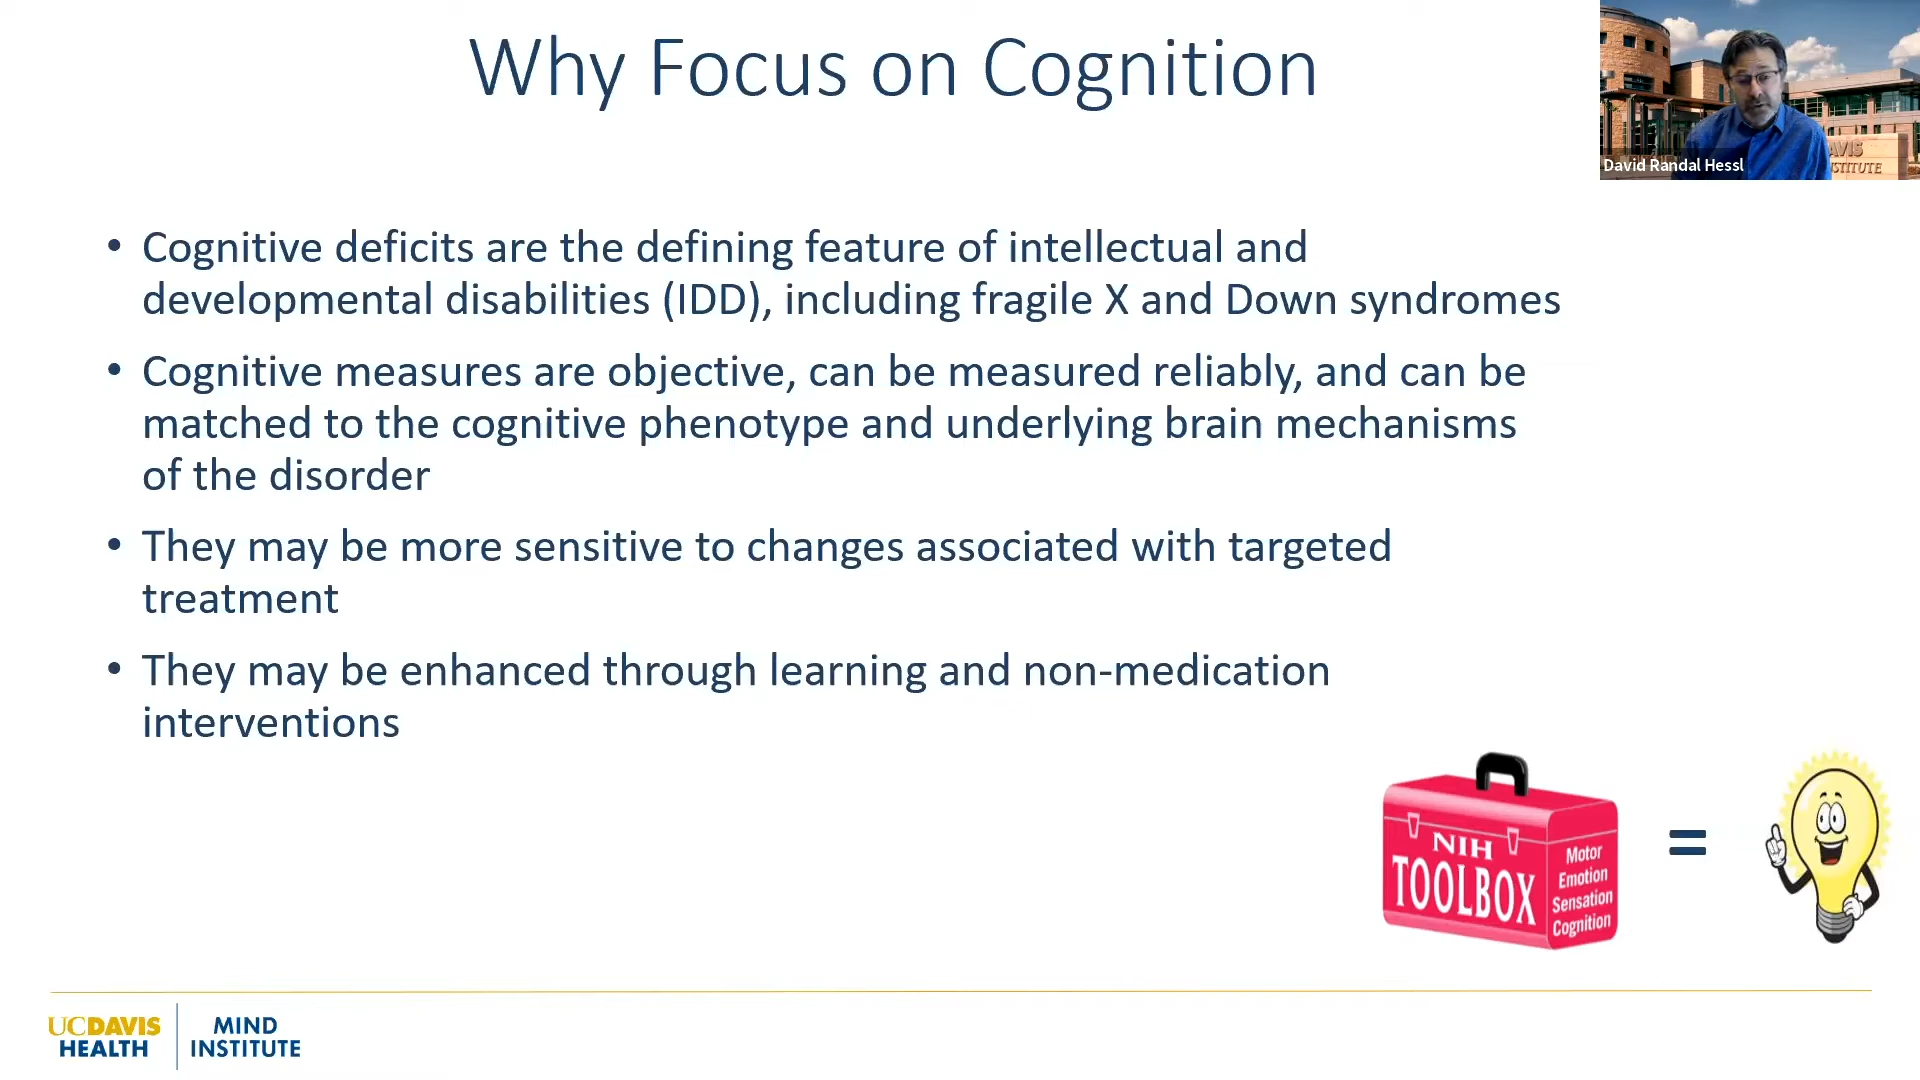 Why Focus on Cognition
AVIS
STITUTE
David Randal Hessl
• Cognitive deficits are the defining feature of intellectual and
developmental disabilities (IDD), including fragile X and Down syndromes
• Cognitive measures are objective, can be measured reliably, and can be
matched to the cognitive phenotype and underlying brain mechanisms
of the disorder
• They may be more sensitive to changes associated with targeted
treatment
• They may be enhanced through learning and non-medication
interventions
NIH
TOOLBOX
Motor
Emotion
Sensation
Cognition
=
UCDAVIS
HEALTH
MIND
INSTITUTE